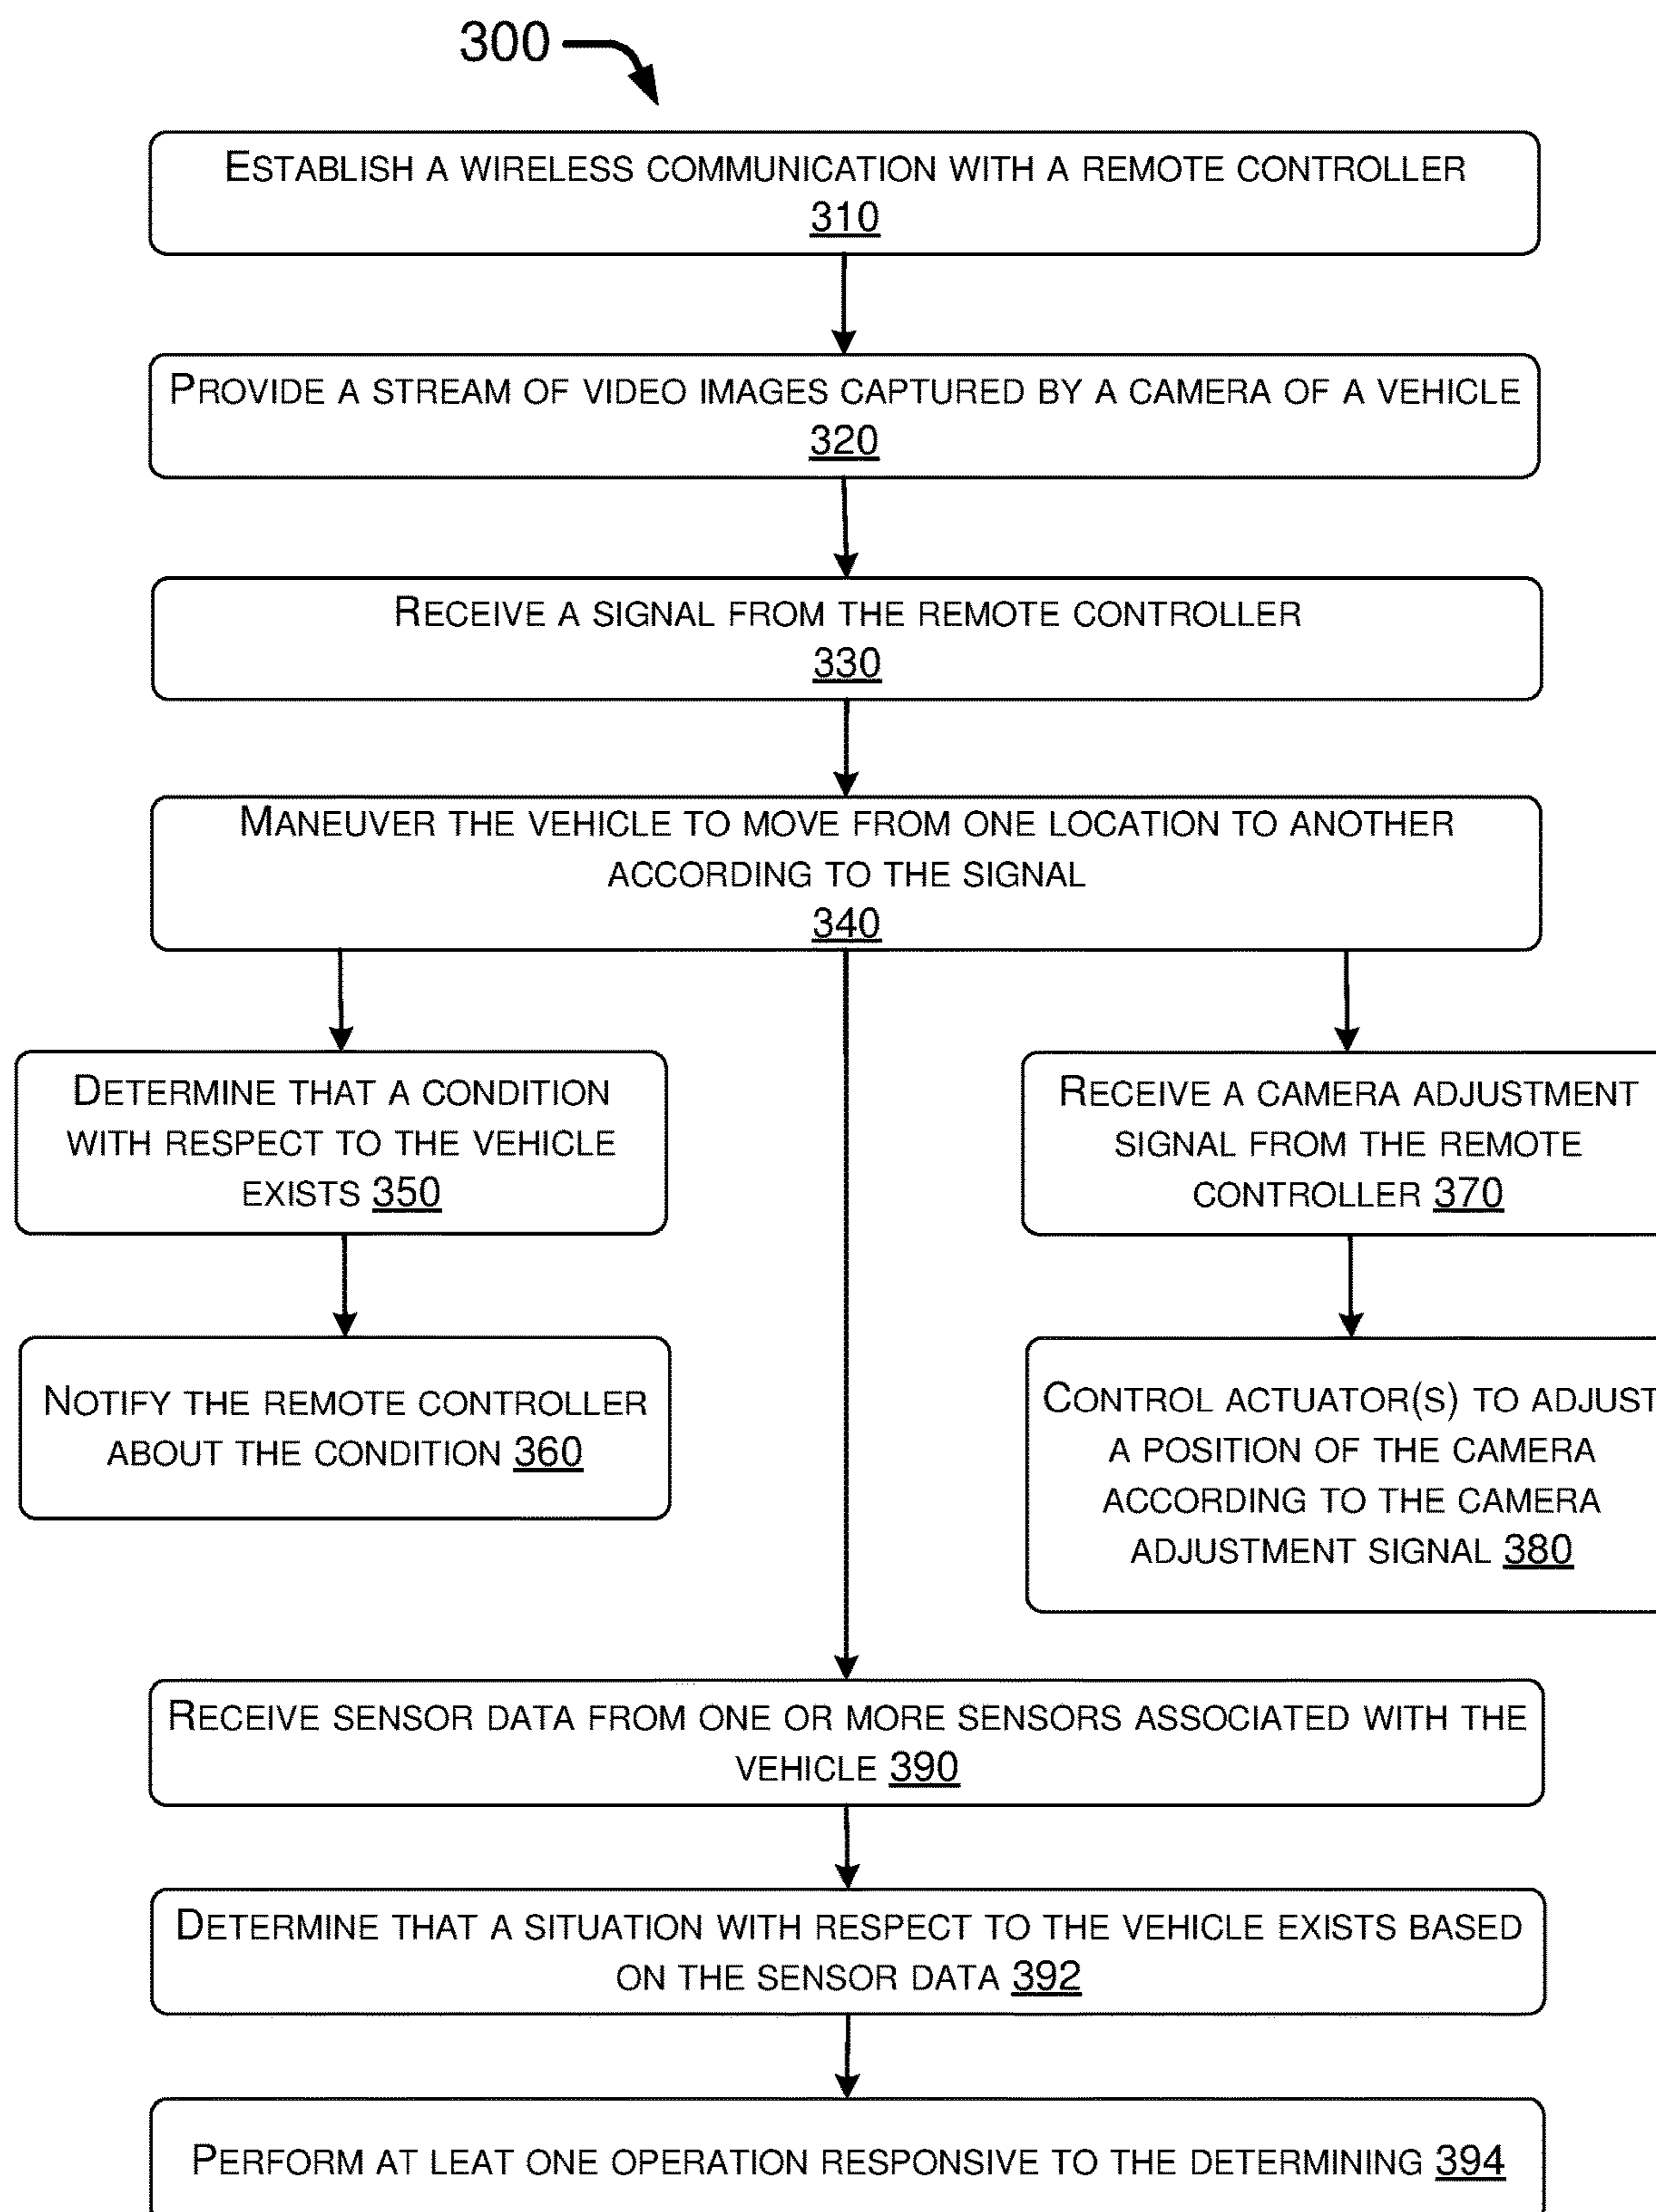 300
ESTABLISH A WIRELESS COMMUNICATION WITH A REMOTE CONTROLLER
310
PROVIDE A STREAM OF VIDEO IMAGES CAPTURED BY A CAMERA OF A VEHICLE
320
RECEIVE A SIGNAL FROM THE REMOTE CONTROLLER
330
MANEUVER THE VEHICLE TO MOVE FROM ONE LOCATION TO ANOTHER
ACCORDING TO THE SIGNAL
340
DETERMINE THAT A CONDITION
WITH RESPECT TO THE VEHICLE
EXISTS 350
NOTIFY THE REMOTE CONTROLLER
ABOUT THE CONDITION 360
RECEIVE A CAMERA ADJUSTMENT
SIGNAL FROM THE REMOTE
CONTROLLER 370
CONTROL ACTUATOR(S) TO ADJUST
A POSITION OF THE CAMERA
ACCORDING TO THE CAMERA
ADJUSTMENT SIGNAL 380
RECEIVE SENSOR DATA FROM ONE OR MORE SENSORS ASSOCIATED WITH THE
VEHICLE 390
DETERMINE THAT A SITUATION WITH RESPECT TO THE VEHICLE EXISTS BASED
ON THE SENSOR DATA 392
PERFORM AT LEAT ONE OPERATION RESPONSIVE TO THE DETERMINING 394